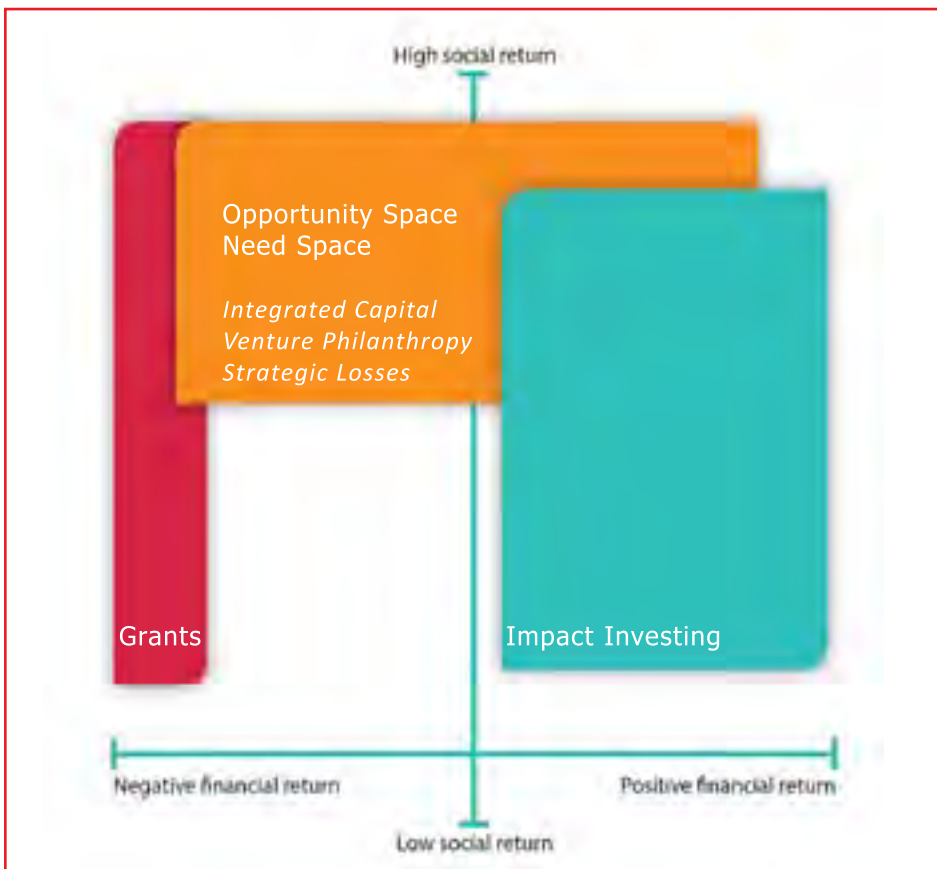 High social return
Opportunity Space
Need Space
Integrated Capital
Venture Philanthropy
Strategic Losses
Grants
Impact Investing
Negative financial return
Positive financial return
Low social return